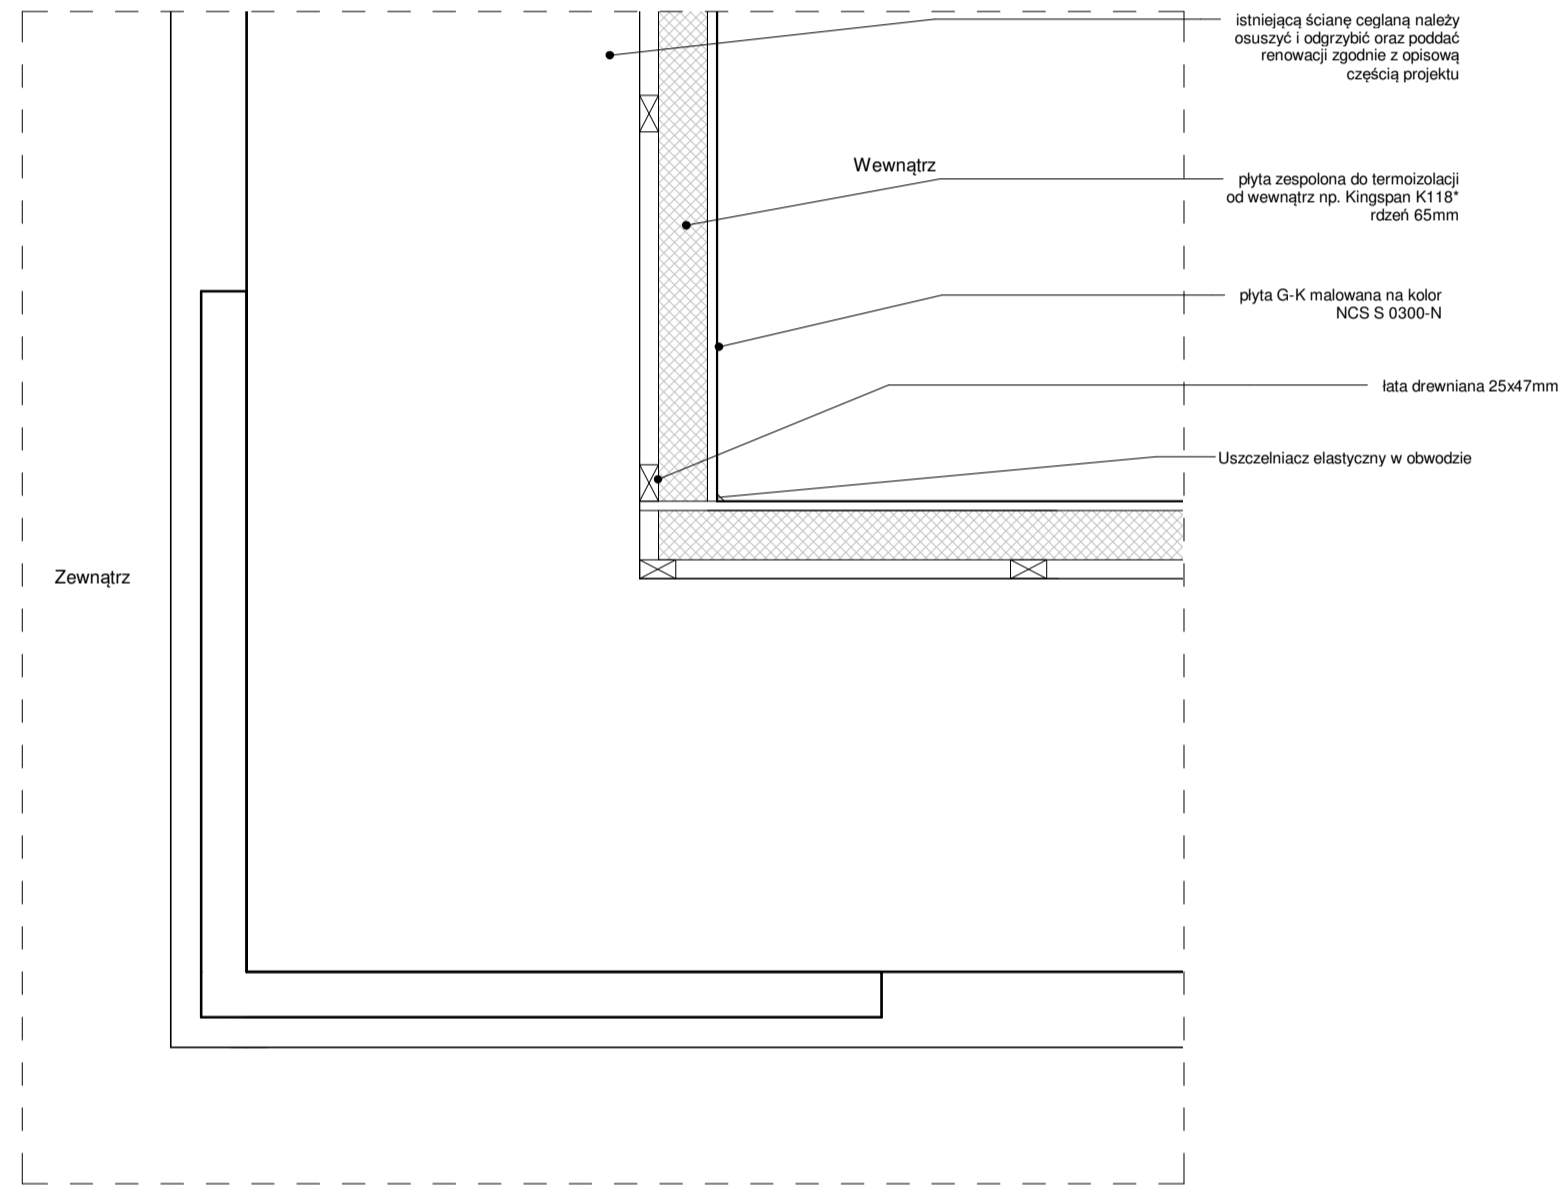 istniejącą ścianę ceglaną należy
osuszyć i odgrzybić oraz poddać
renowacji zgodnie z opisową
częścią projektu
Wewnątrz
płyta zespolona do termoizolacji
od wewnątrz np. Kingspan K118*
rdzeń 65mm
płyta G-K malowana na kolor
NCS S 0300-N
łata drewniana 25x47mm
Uszczelniacz elastyczny w obwodzie
Zewnątrz